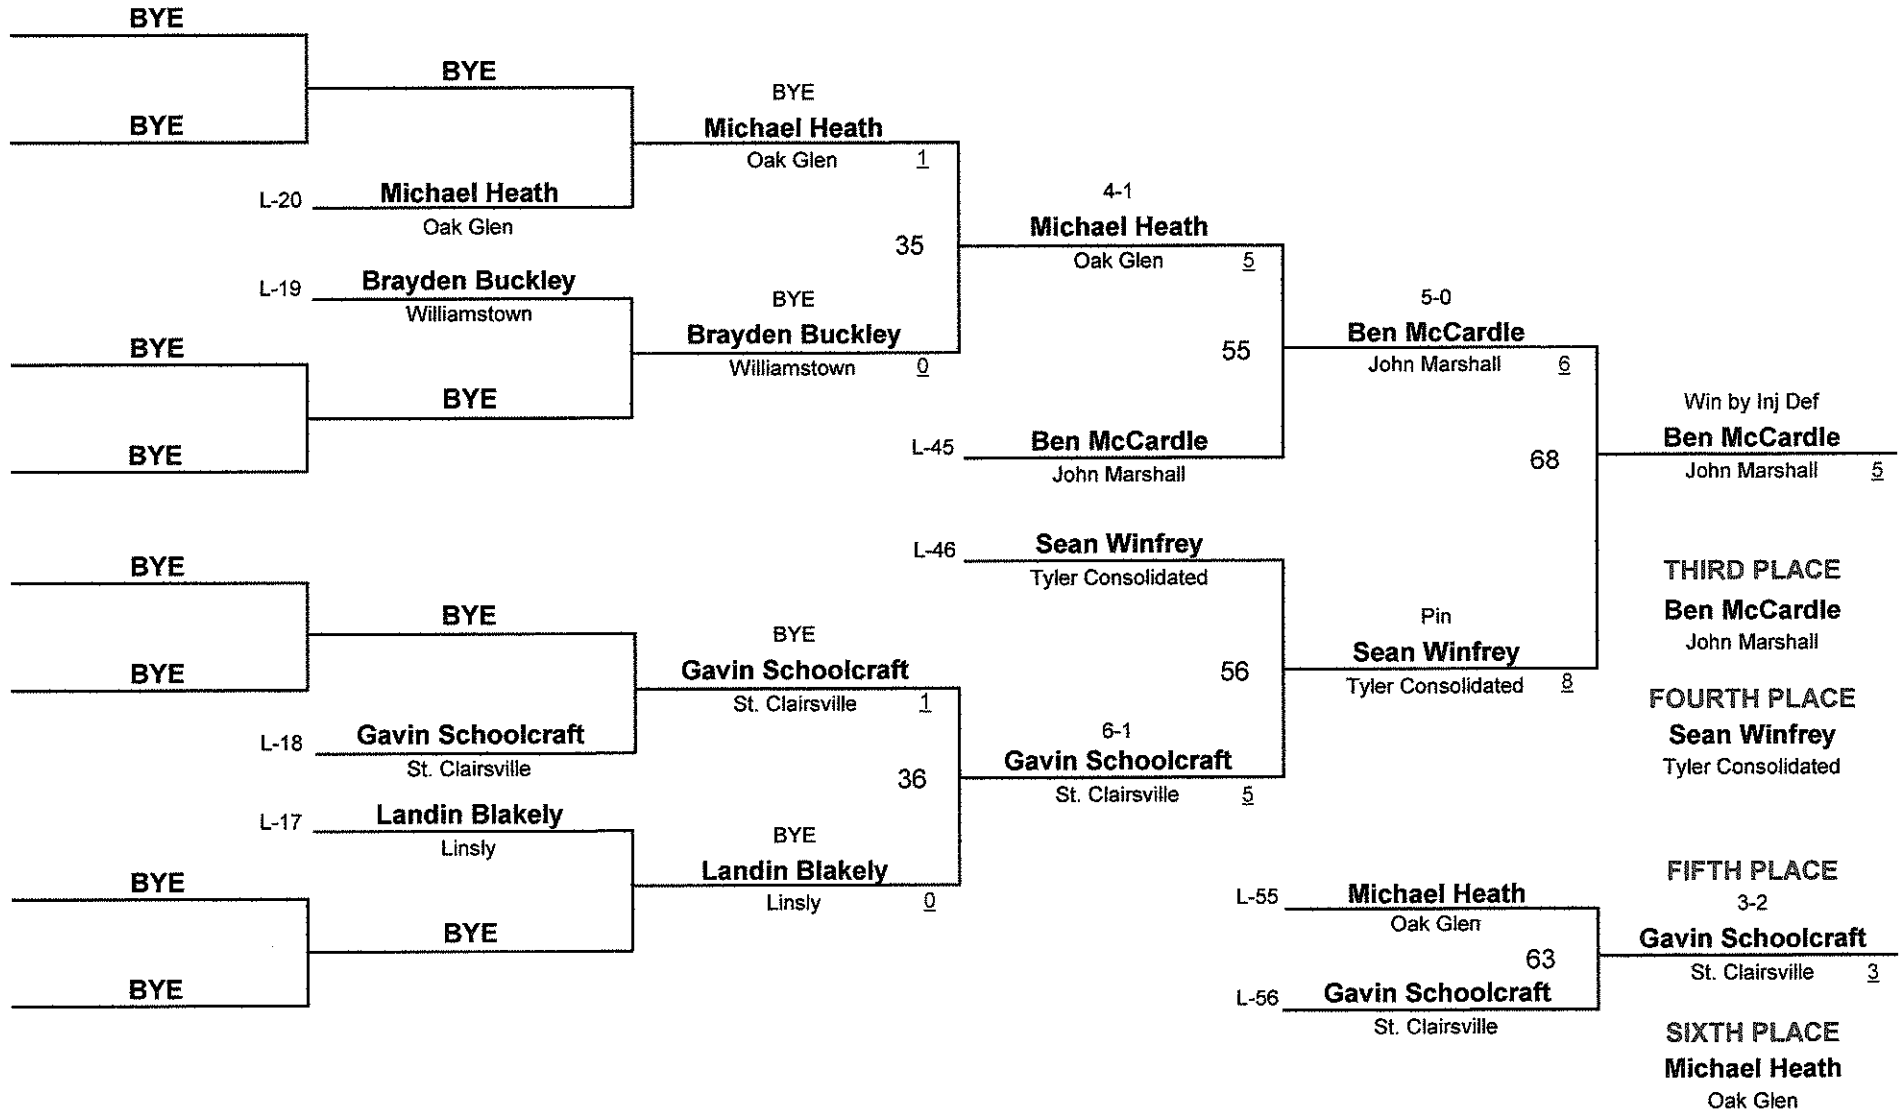 BYE
BYE
BYE
L-20 Michael Heath
Oak Glen
BYE
Michael Heath
Oak Glen 1
L-19 Brayden Buckley
Williamstown
BYE
BYE
BYE
BYE
Brayden Buckley
Williamstown 0
35
4-1
Michael Heath
Oak Glen 5
L-45 Ben McCardle
John Marshall
55
5-0
Ben McCardle
John Marshall 6
BYE
BYE
BYE
L-18 Gavin Schoolcraft
St. Clairsville
BYE
Gavin Schoolcraft
St. Clairsville 1
L-17 Landin Blakely
Linsly
BYE
BYE
BYE
BYE
Landin Blakely
Linsly 0
36
L-46 Sean Winfrey
Tyler Consolidated
6-1
Gavin Schoolcraft
St. Clairsville 5
56
Pin
Sean Winfrey
Tyler Consolidated 8
68
Win by Inj Def
Ben McCardle
John Marshall 5
THIRD PLACE
Ben McCardle
John Marshall
FOURTH PLACE
Sean Winfrey
Tyler Consolidated
L-55 Michael Heath
Oak Glen
63
L-56 Gavin Schoolcraft
St. Clairsville
FIFTH PLACE
3-2
Gavin Schoolcraft
St. Clairsville 3
SIXTH PLACE
Michael Heath
Oak Glen